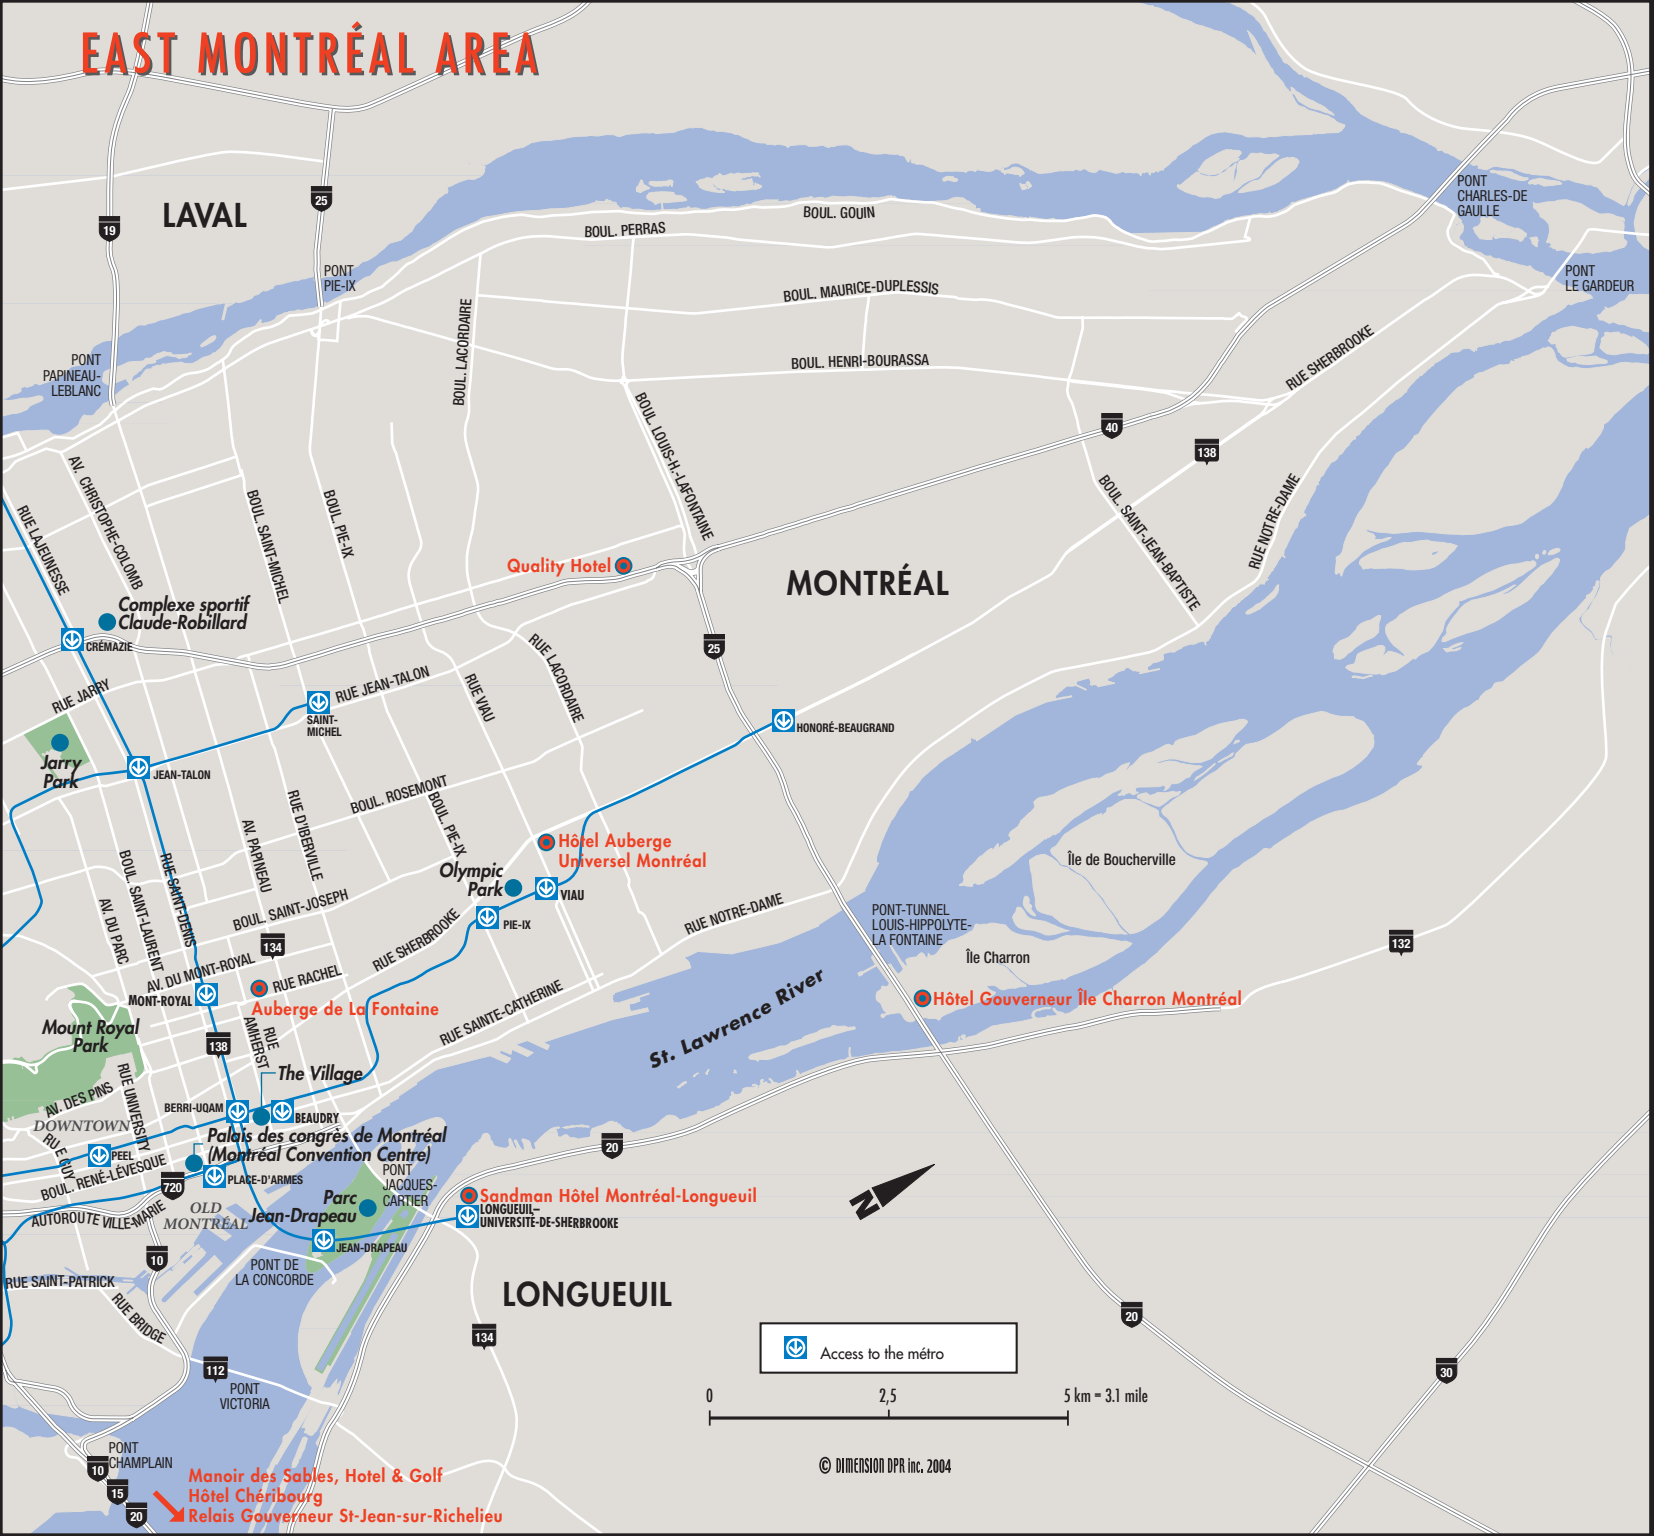 EAST MONTRÉAL AREA
LAVAL
25
19
PONT
PIE-IX
PONT
PAPINEAU-
LEBLANC
BOUL. PERRAS
BOUL. GOUIN
PONT
CHARLES-DE
GAULLE
PONT
LE GARDEUR
BOUL. MAURICE-DUPLESSIS
BOUL. LACORDAIRE
BOUL. HENRI-BOURASSA
RUE SHERBROOKE
BOUL. LOUIS-H.-LAFONTAINE
40
138
BOUL. SAINT-JEAN-BAPTISTE
RUE NOTRE-DAME
RUE LAJEUNESSE
AV. CHRISTOPHE-COLOMB
BOUL. SAINT-MICHEL
BOUL. PIE-IX
Quality Hotel
MONTRÉAL
Complexe sportif
Claude-Robillard
CRÉMAZIE
25
RUE JARRY
RUE JEAN-TALON
SAINT-
MICHEL
RUE VIAU
RUE LACORDAIRE
HONORÉ-BEAUGRAND
Jarry
Park
JEAN-TALON
BOUL. ROSEMONT
BOUL. PIE-IX
RUE D'IBERVILLE
AV. PAPINEAU
Hôtel Auberge
Universel Montréal
Olympic
Park
VIAU
PIE-IX
BOUL. SAINT-LAURENT
RUE SAINT-DENIS
AV. DU PARC
BOUL. SAINT-JOSEPH
134
RUE SHERBROOKE
RUE NOTRE-DAME
Île de Boucherville
PONT-TUNNEL
LOUIS-HIPPOLYTE-
LA FONTAINE
Île Charron
132
AV. DU MONT-ROYAL
RUE RACHEL
MONT-ROYAL
Auberge de La Fontaine
RUE SAINTE-CATHERINE
St. Lawrence River
Hôtel Gouverneur Île Charron Montréal
Mount Royal
Park
138
RUE
AMHERST
The Village
RUE UNIVERSITY
AV. DES PINS
BERRI-UQAM
BEAUDRY
DOWNTOWN
RUE GUY
PEEL
Palais des congrès de Montréal
(Montréal Convention Centre)
BOUL. RENÉ-LÉVESQUE
PLACE-D'ARMES
720
PONT
JACQUES-
CARTIER
20
AUTOROUTE VILLE-MARIE
OLD
MONTRÉAL
Parc
Jean-Drapeau
Sandman Hôtel Montréal-Longueuil
LONGUEUIL–
UNIVERSITÉ-DE-SHERBROOKE
N
JEAN-DRAPEAU
10
PONT DE
LA CONCORDE
RUE SAINT-PATRICK
RUE BRIDGE
LONGUEUIL
134
20
112
PONT
VICTORIA
30
Access to the métro
0 2,5 5 km = 3.1 mile
PONT
CHAMPLAIN
10
15
20
© DIMENSION DPR inc. 2004
Manoir des Sables, Hotel & Golf
Hôtel Chéribourg
Relais Gouverneur St-Jean-sur-Richelieu